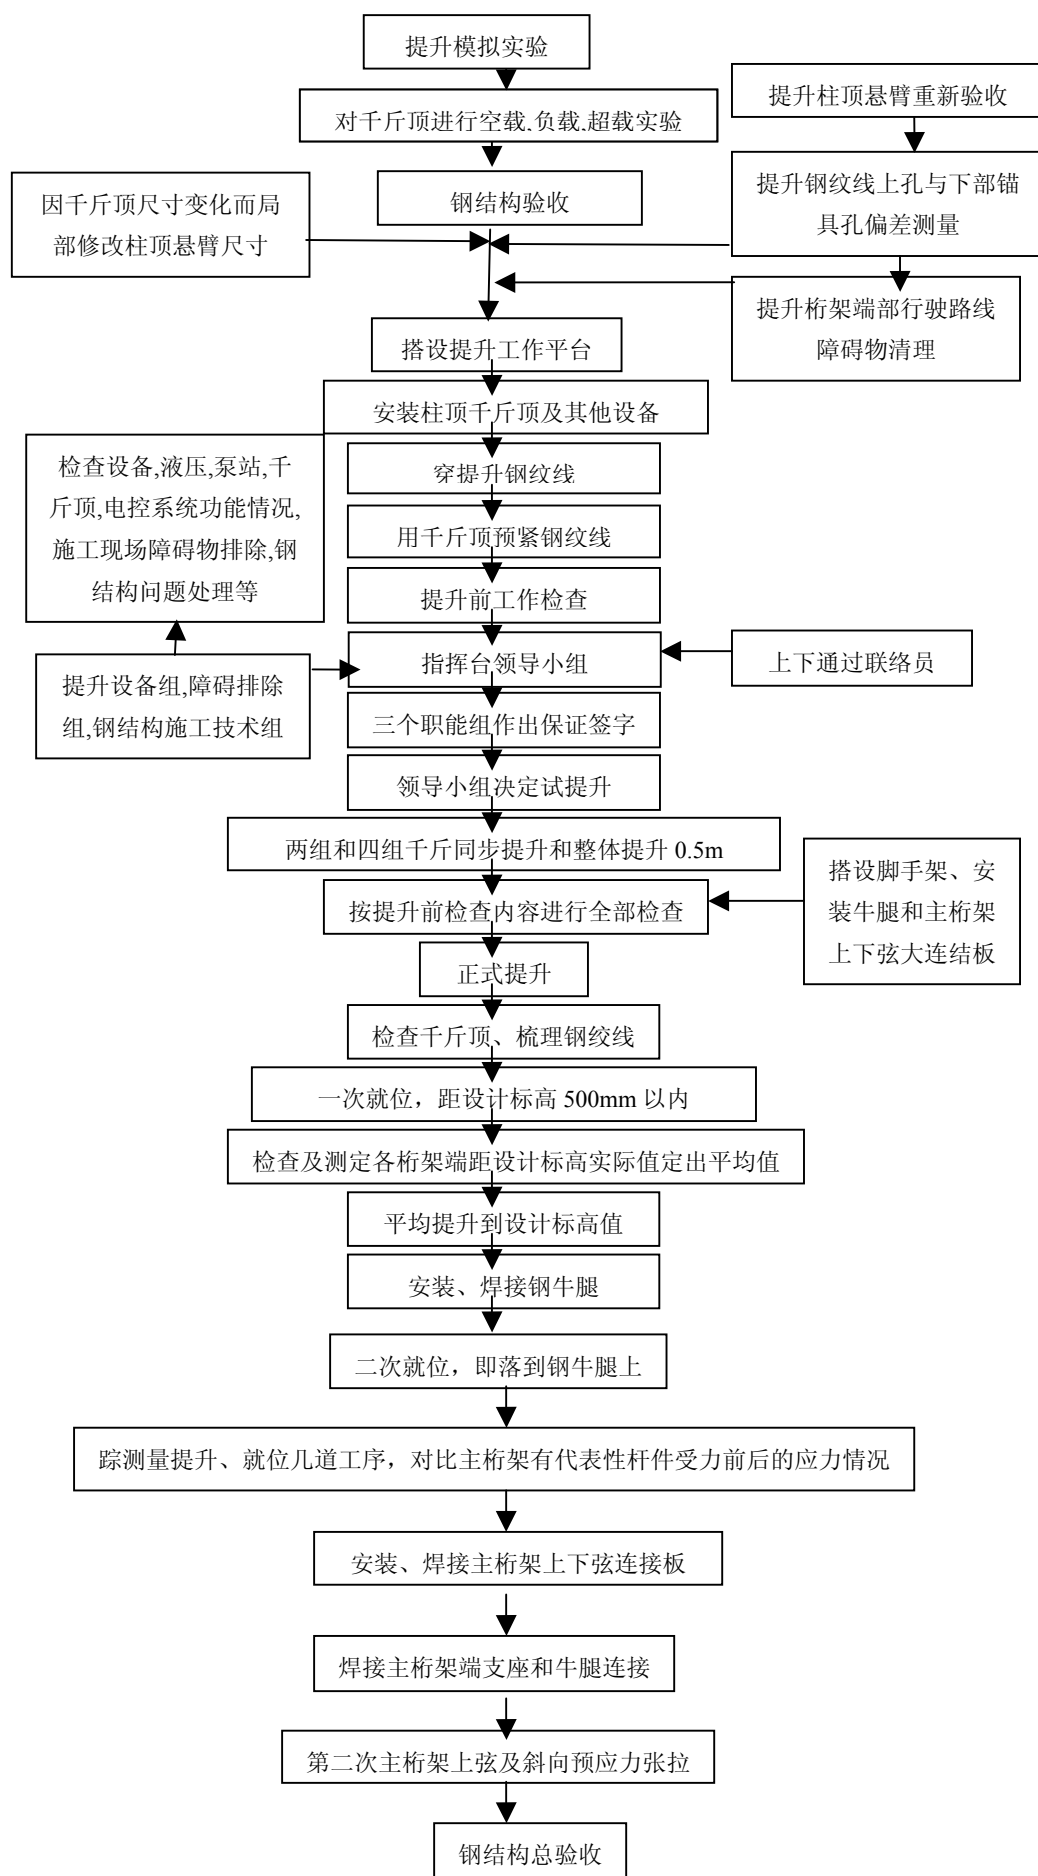 提升模拟实验
提升柱顶悬臂重新验收
对千斤顶进行空载,负载,超载实验
因千斤顶尺寸变化而局
部修改柱顶悬臂尺寸
钢结构验收
提升钢纹线上孔与下部锚
具孔偏差测量
提升桁架端部行驶路线
障碍物清理
搭设提升工作平台
安装柱顶千斤顶及其他设备
检查设备,液压,泵站,千
斤顶,电控系统功能情况,
施工现场障碍物排除,钢
结构问题处理等
穿提升钢纹线
用千斤顶预紧钢纹线
提升前工作检查
指挥台领导小组
上下通过联络员
提升设备组,障碍排除
组,钢结构施工技术组
三个职能组作出保证签字
领导小组决定试提升
两组和四组千斤同步提升和整体提升 0.5m
搭设脚手架、安
装牛腿和主桁架
上下弦大连结板
按提升前检查内容进行全部检查
正式提升
检查千斤顶、梳理钢绞线
一次就位，距设计标高 500mm 以内
检查及测定各桁架端距设计标高实际值定出平均值
平均提升到设计标高值
安装、焊接钢牛腿
二次就位，即落到钢牛腿上
踪测量提升、就位几道工序，对比主桁架有代表性杆件受力前后的应力情况
安装、焊接主桁架上下弦连接板
焊接主桁架端支座和牛腿连接
第二次主桁架上弦及斜向预应力张拉
钢结构总验收